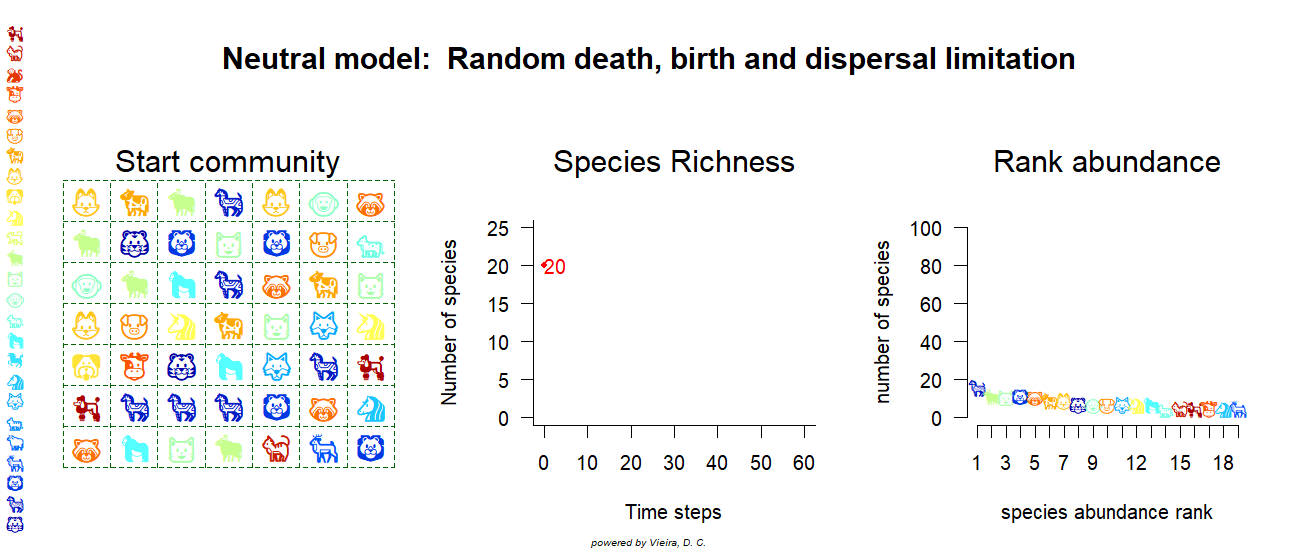 Neutral model:  Random death, birth and dispersal limitation
Start community
Species Richness
Number of species
25
20
15
10
5
0
20
0 10 20 30 40 50 60
Time steps
Rank abundance
number of species
100
80
60
40
20
0
1 3 5 7 9 12 15 18
species abundance rank
powered by Vieira, D. C.